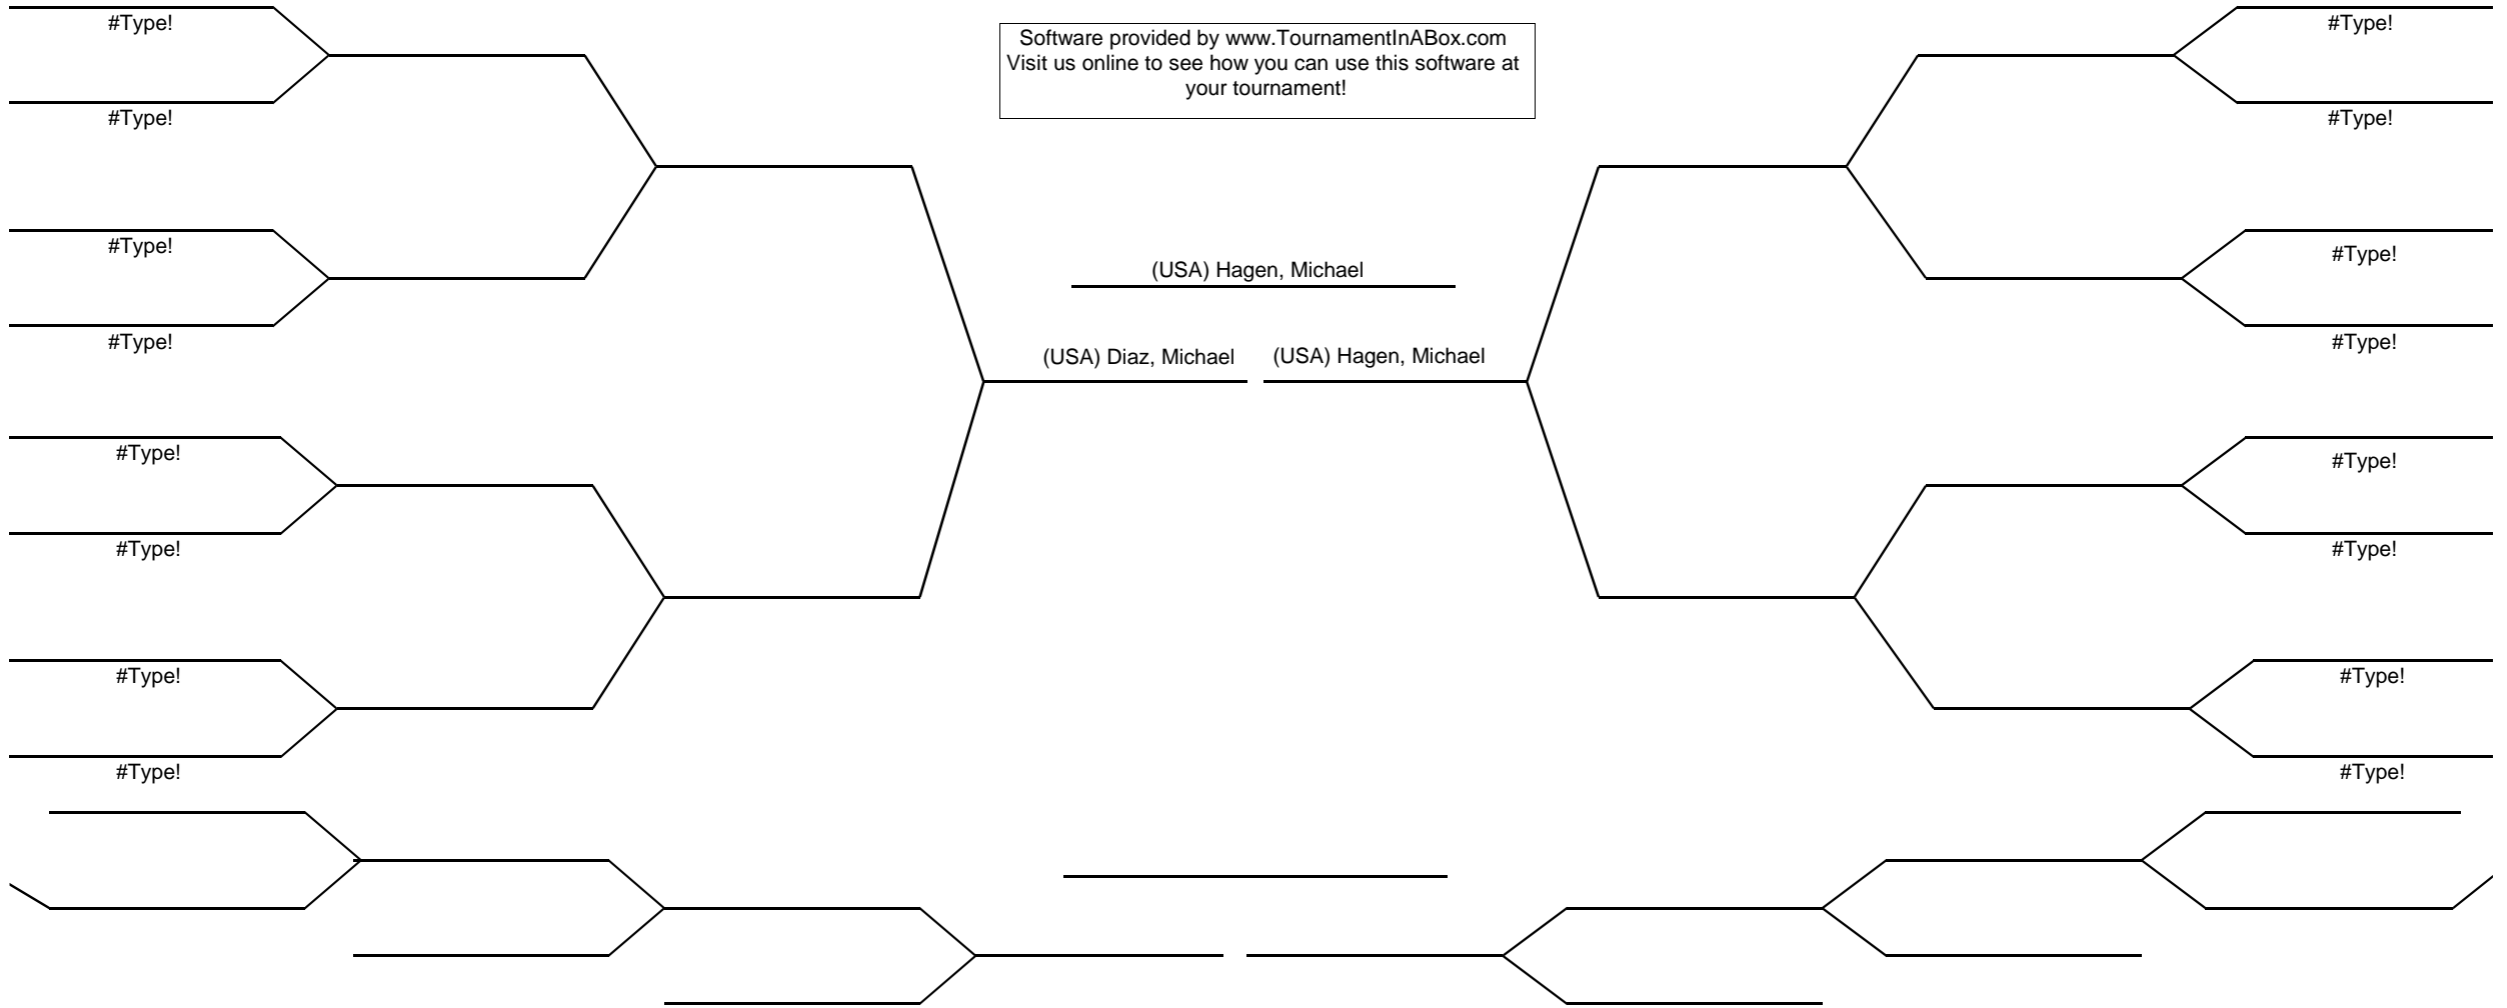 #Type!
#Type!
Software provided by www.TournamentInABox.com
Visit us online to see how you can use this software at
your tournament!
#Type!
#Type!
#Type!
#Type!
(USA) Hagen, Michael
#Type!
#Type!
(USA) Diaz, Michael
(USA) Hagen, Michael
#Type!
#Type!
#Type!
#Type!
#Type!
#Type!
#Type!
#Type!